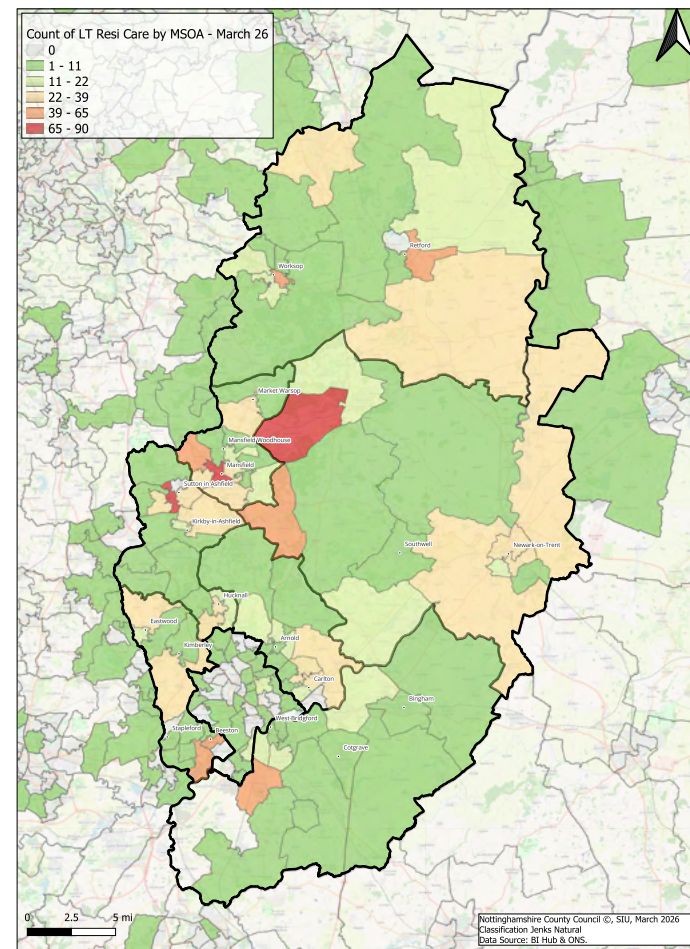 Count of LT Resi Care by MSOA - March 26
0
1 - 11
11 - 22
22 - 39
39 - 65
65 - 90
Retford
Worksop
Market Warsop
Mansfield Woodhouse
Mansfield
Sutton in Ashfield
Kirkby-in-Ashfield
Southwell
Newark-on-Trent
Hucknall
Eastwood
Arnold
Kimberley
Carlton
Bingham
West-Bridgford
Stapleford
Beeston
Cotgrave
0 2.5 5 mi
Nottinghamshire County Council ©, SIU, March 2026
Classification Jenks Natural
Data Source: BI Hub & ONS.